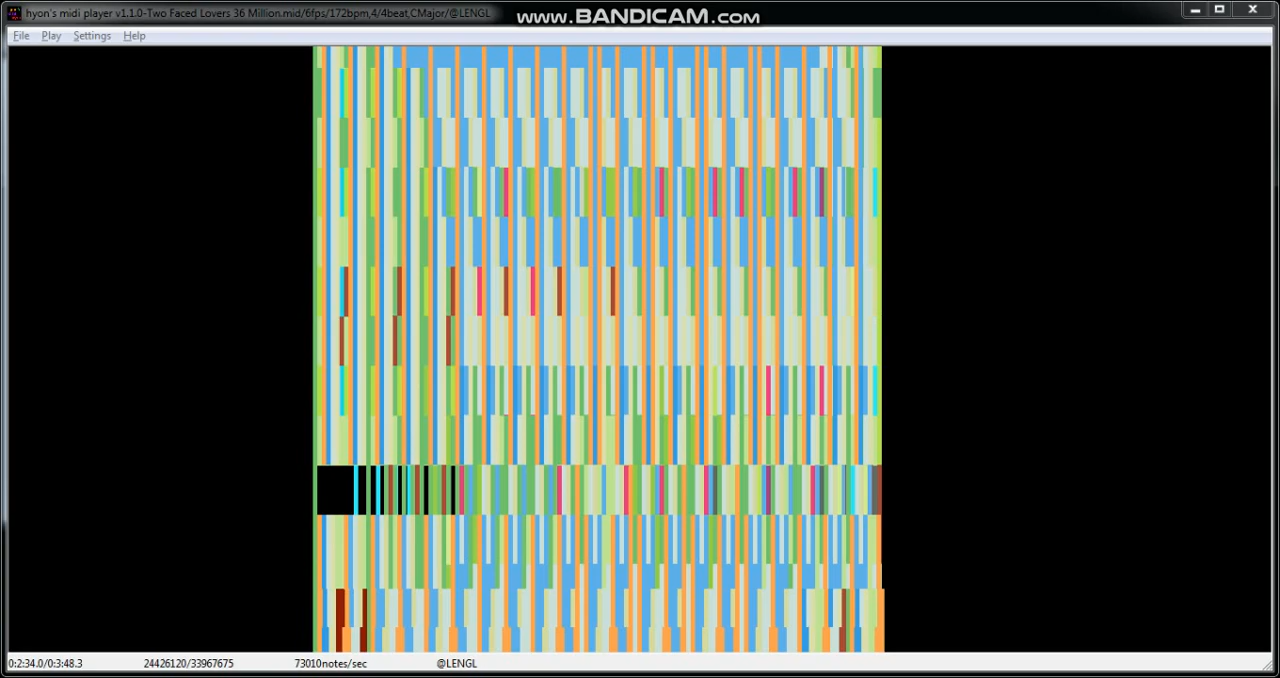 hyon's midi player v1.1.0-Two Faced Lovers 36 Million.mid/6fps/172bpm,4/4beat,CMajor/@LENGL
www.BANDICAM.com
File Play Settings Help
0:2:34.0/0:3:48.3 24426120/33967675 73010notes/sec @LENGL